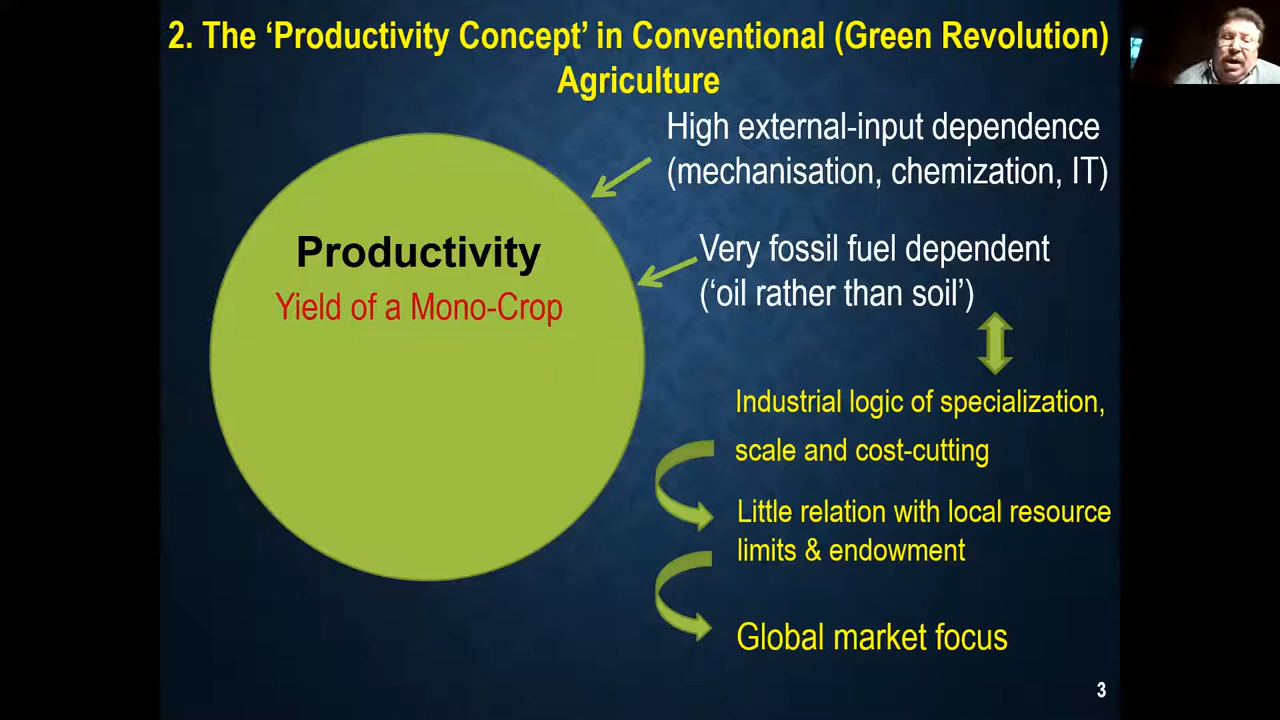 2. The ‘Productivity Concept’ in Conventional (Green Revolution)
Agriculture
High external-input dependence
(mechanisation, chemization, IT)
Productivity
Yield of a Mono-Crop
Very fossil fuel dependent
(‘oil rather than soil’)
Industrial logic of specialization,
scale and cost-cutting
Little relation with local resource
limits & endowment
Global market focus
3